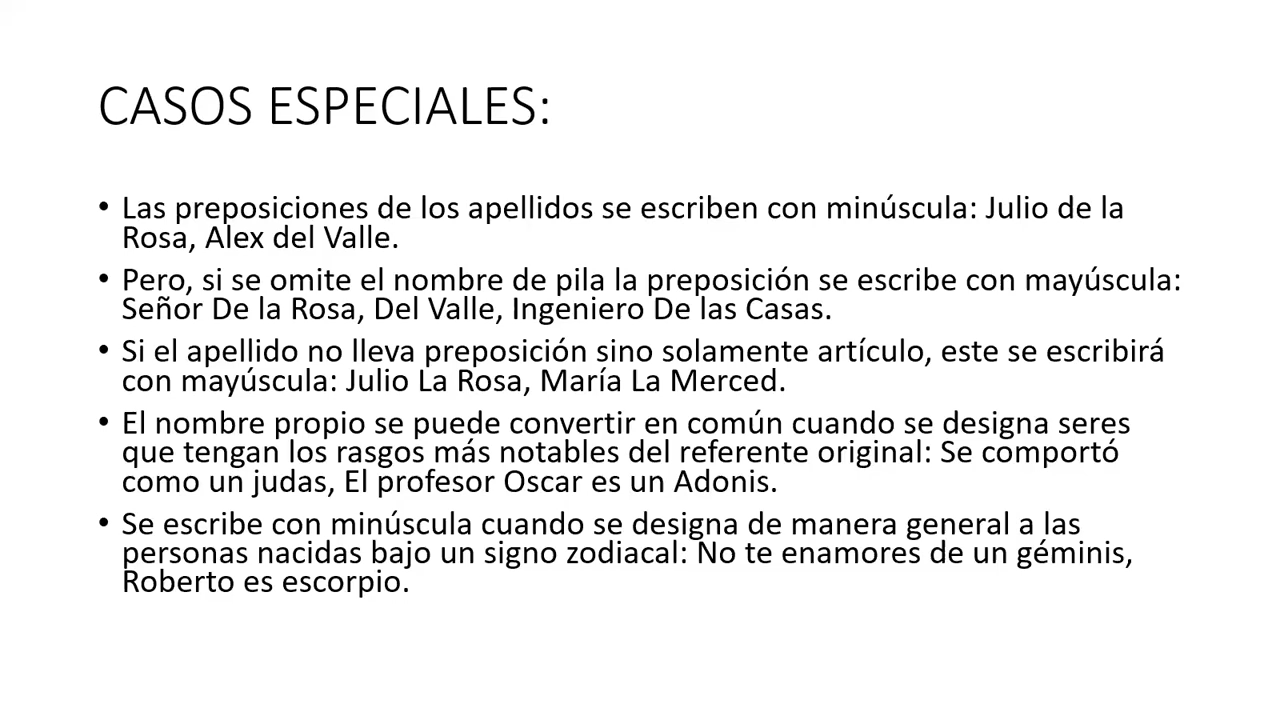 CASOS ESPECIALES:
• Las preposiciones de los apellidos se escriben con minúscula: Julio de la
Rosa, Alex del Valle.
• Pero, si se omite el nombre de pila la preposición se escribe con mayúscula:
Señor De la Rosa, Del Valle, Ingeniero De las Casas.
• Si el apellido no lleva preposición sino solamente artículo, este se escribirá
con mayúscula: Julio La Rosa, María La Merced.
• El nombre propio se puede convertir en común cuando se designa seres
que tengan los rasgos más notables del referente original: Se comportó
como un judas, El profesor Oscar es un Adonis.
• Se escribe con minúscula cuando se designa de manera general a las
personas nacidas bajo un signo zodiacal: No te enamores de un géminis,
Roberto es escorpio.